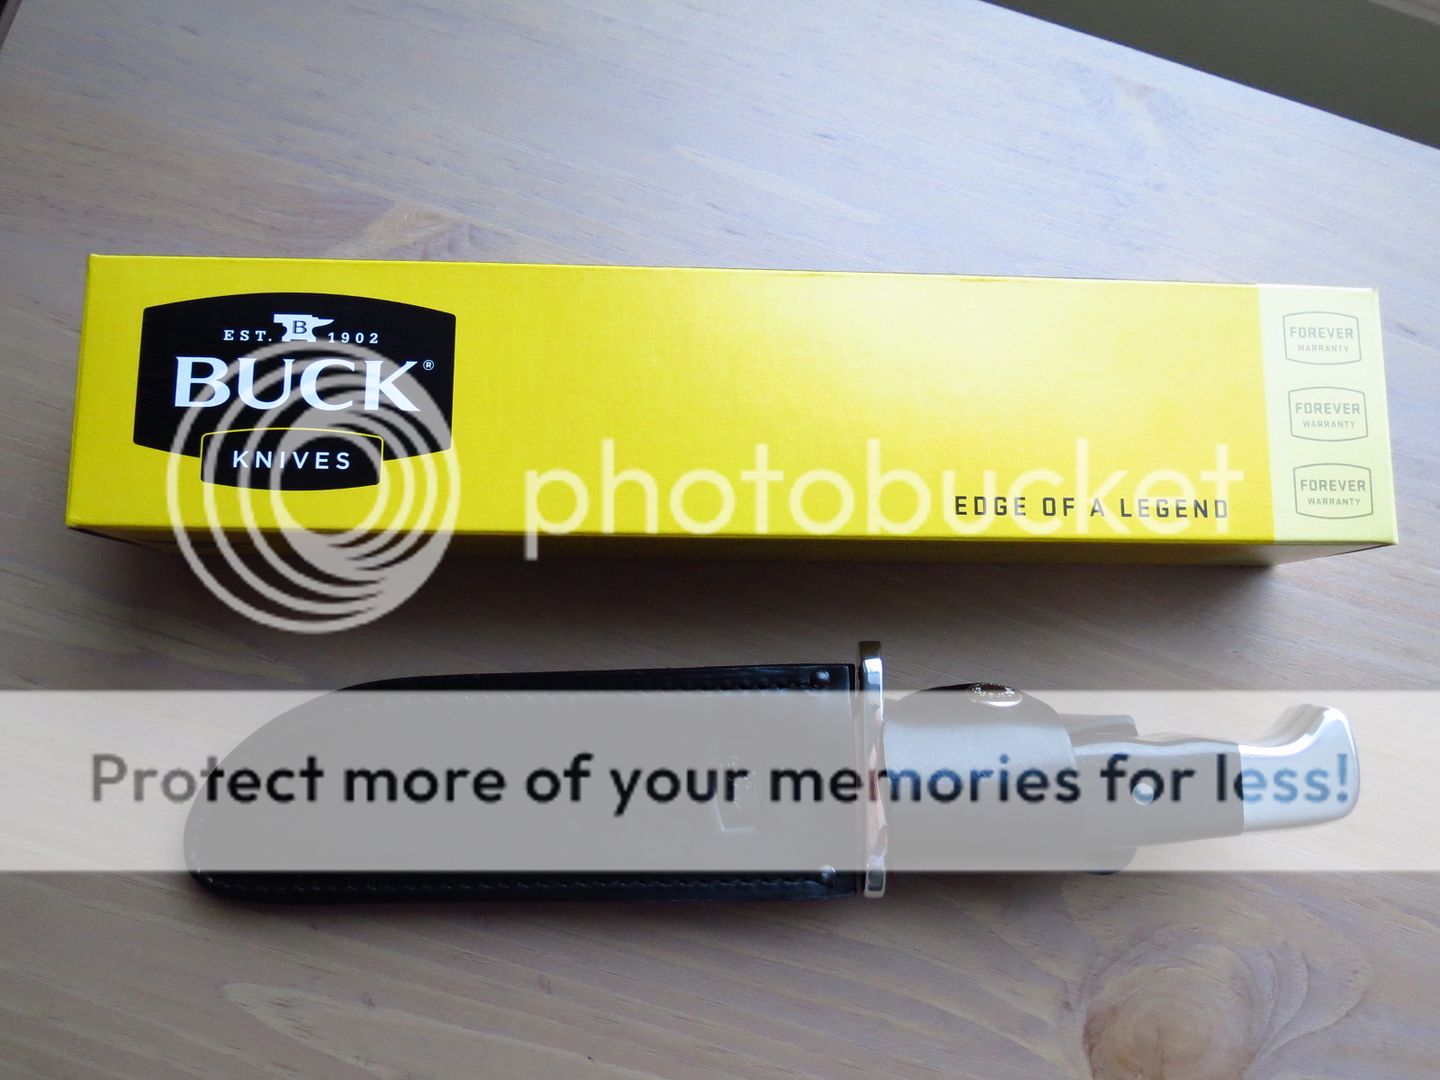 EST. B 1902
BUCK®
KNIVES
EDGE OF A LEGEND
FOREVER
WARRANTY
FOREVER
WARRANTY
FOREVER
WARRANTY
photobucket
Protect more of your memories for less!